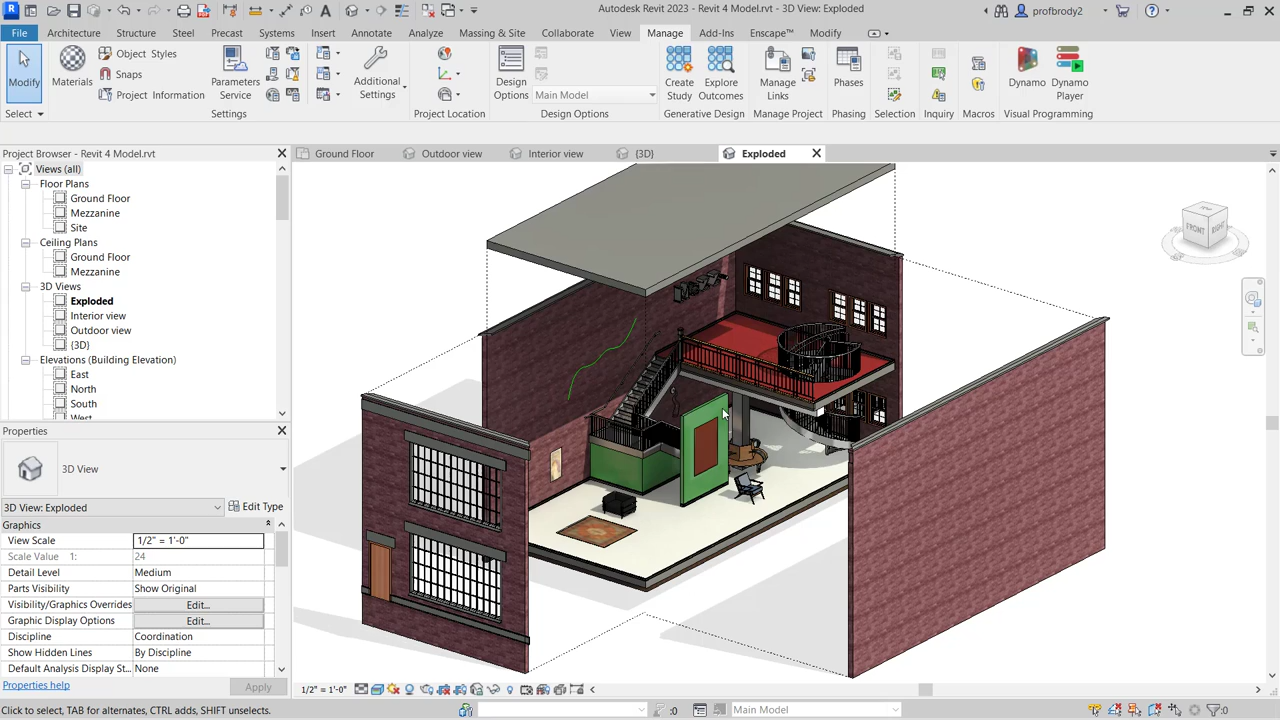 Autodesk Revit 2023 - Revit 4 Model.rvt - 3D View: Exploded
profbrody2
File Architecture Structure Steel Precast Systems Insert Annotate Analyze Massing & Site Collaborate View Manage Add-Ins Enscape™ Modify
Modify
Select
Materials
Object Styles
Snaps
Project Information
Parameters Service
Additional Settings
Settings
Project Location
Design Options
Main Model
Design Options
Create Study
Explore Outcomes
Generative Design
Manage Links
Manage Project
Phases
Phasing
Selection
Inquiry
Macros
Dynamo
Dynamo Player
Visual Programming
Project Browser - Revit 4 Model.rvt
Ground Floor
Outdoor view
Interior view
{3D}
Exploded
Views (all)
Floor Plans
Ground Floor
Mezzanine
Site
Ceiling Plans
Ground Floor
Mezzanine
3D Views
Exploded
Interior view
Outdoor view
{3D}
Elevations (Building Elevation)
East
North
South
West
FRONT
RIGHT
Properties
3D View
3D View: Exploded
Edit Type
Graphics
View Scale 1/2" = 1'-0"
Scale Value 1: 24
Detail Level Medium
Parts Visibility Show Original
Visibility/Graphics Overrides Edit...
Graphic Display Options Edit...
Discipline Coordination
Show Hidden Lines By Discipline
Default Analysis Display St... None
Properties help
Apply
1/2" = 1'-0"
Click to select, TAB for alternates, CTRL adds, SHIFT unselects.
:0
Main Model
:0